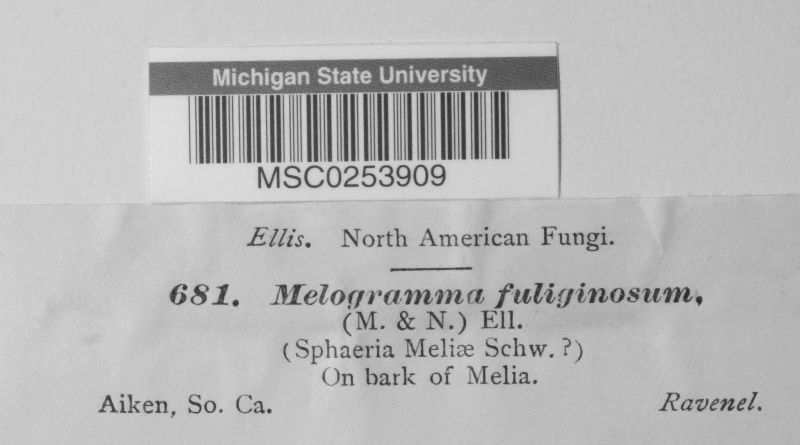 Michigan State University
MSC0253909
Ellis. North American Fungi.
681. Melogramma fuliginosum,
(M. & N.) Ell.
(Sphaeria Meliæ Schw. ?)
On bark of Melia.
Aiken, So. Ca. Ravenel.